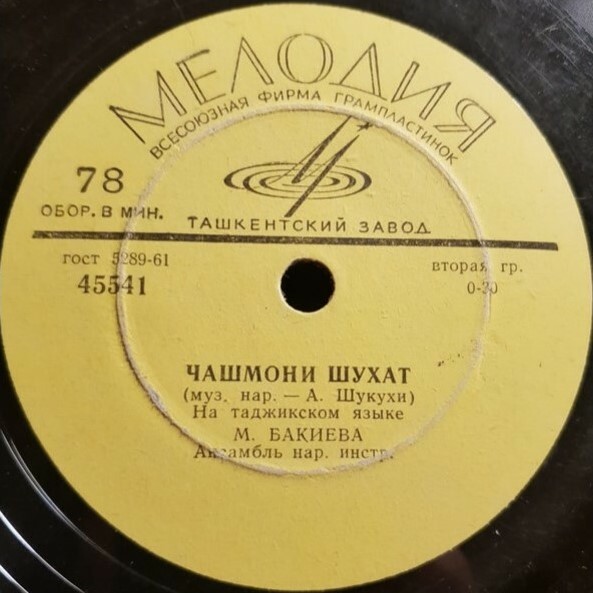 МЕЛОДИЯ
ВСЕСОЮЗНАЯ ФИРМА ГРАМПЛАСТИНОК
78
ОБОР. В МИН.
ТАШКЕНТСКИЙ ЗАВОД
гост 5289-61
вторая гр.
45541
0-30
ЧАШМОНИ ШУХАТ
(муз. нар. — А. Шукухи)
На таджикском языке
М. БАКИЕВА
Ансамбль нар. инстр.